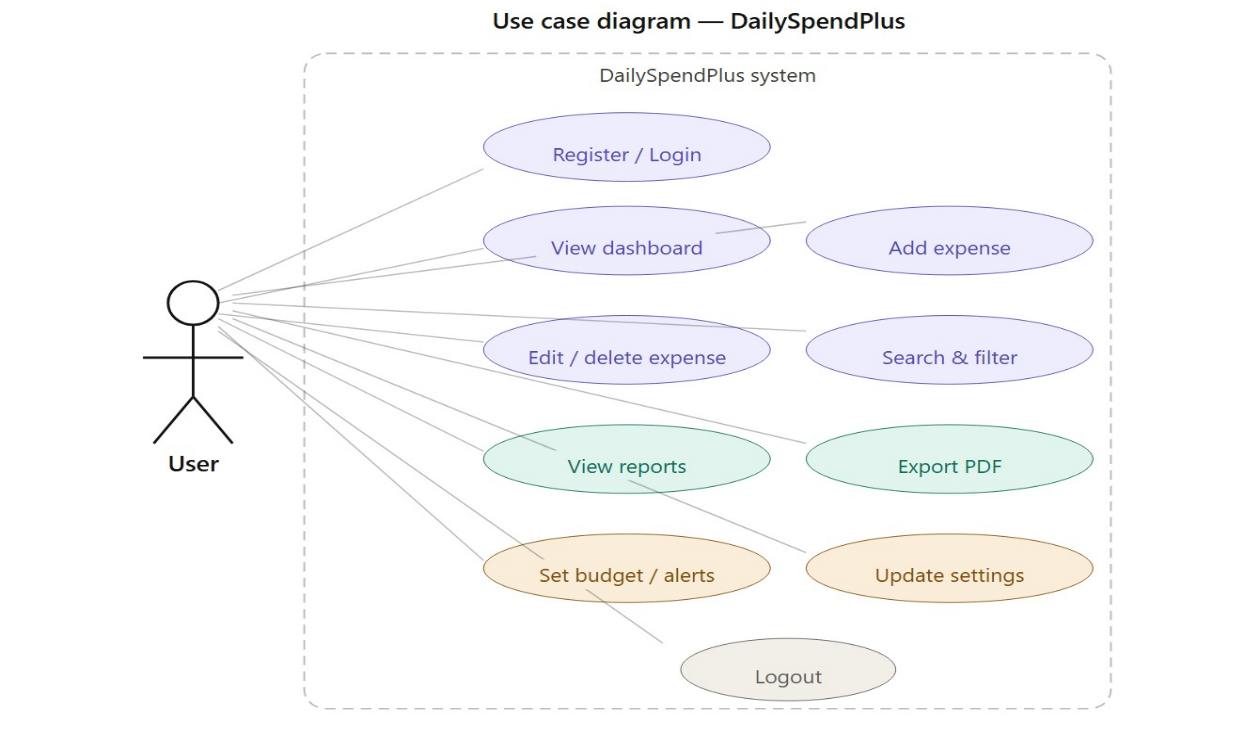 Use case diagram — DailySpendPlus
DailySpendPlus system
Register / Login
View dashboard
Add expense
Edit / delete expense
Search & filter
View reports
Export PDF
User
Set budget / alerts
Update settings
Logout